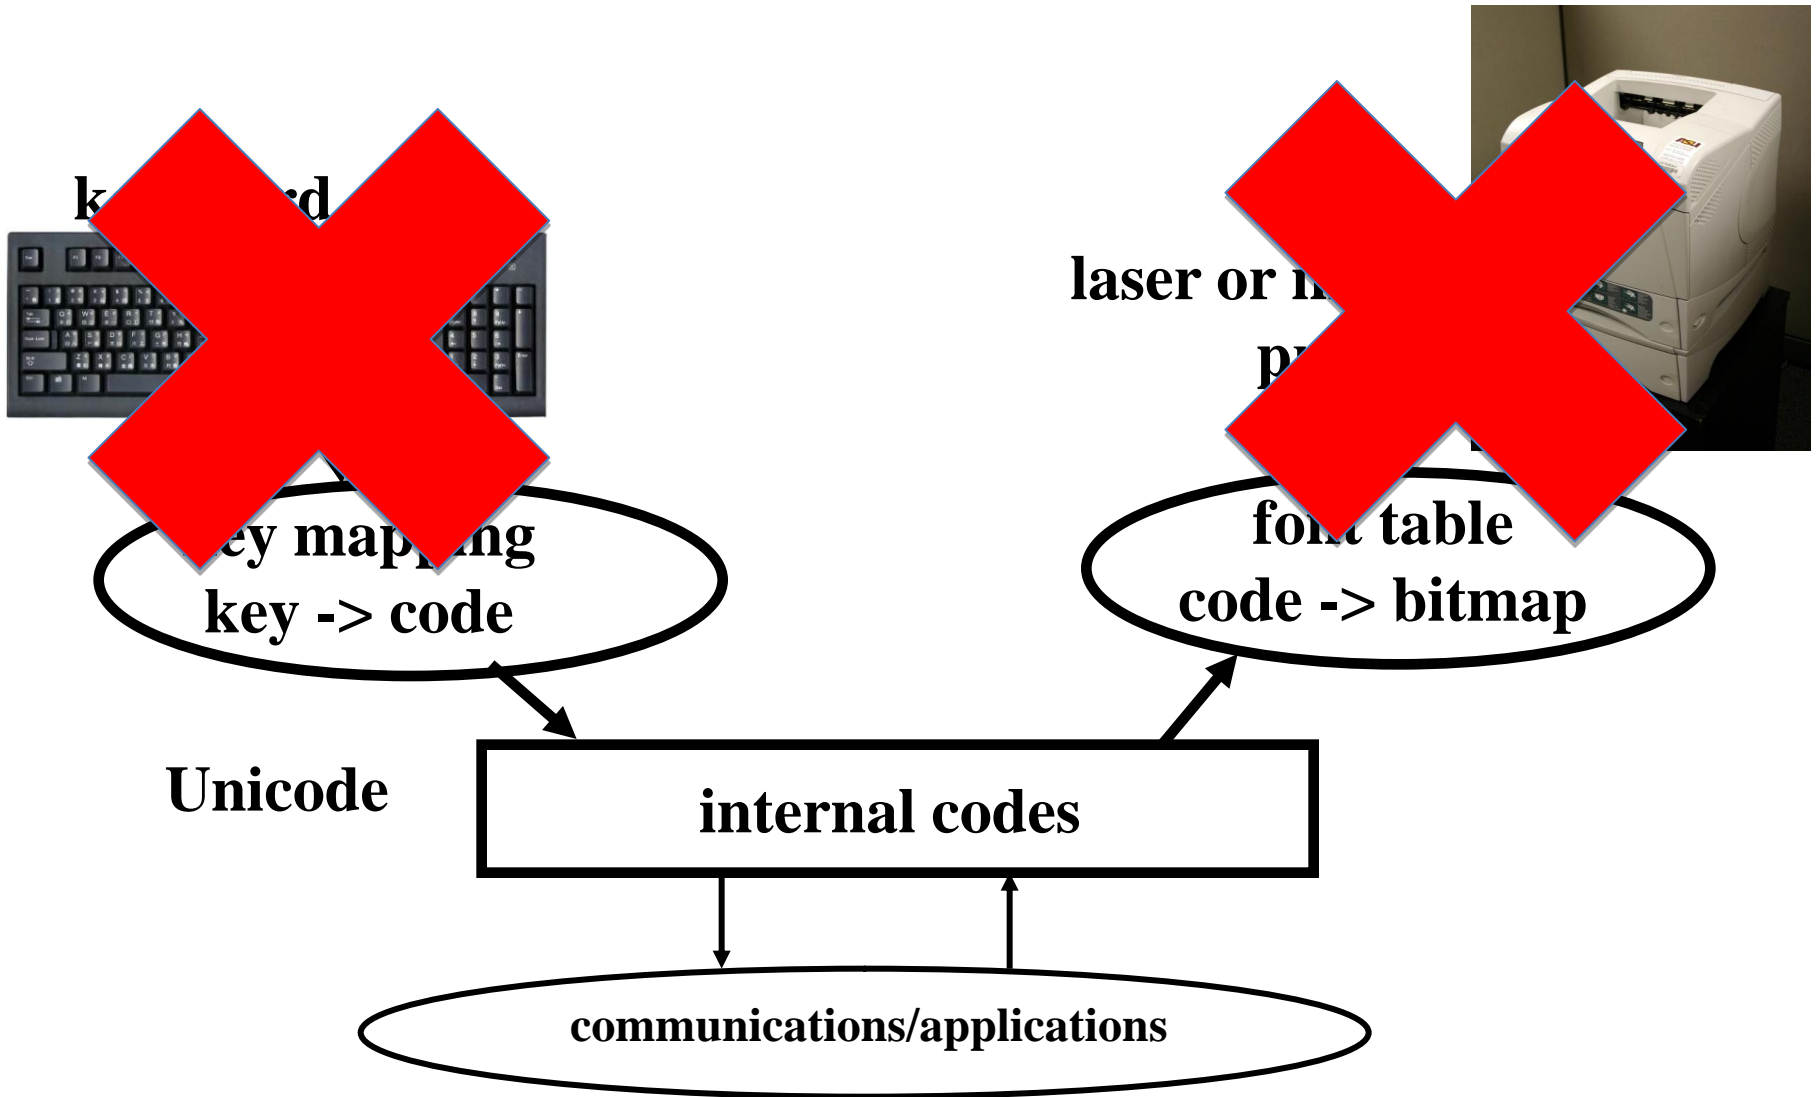 laser or
mapping
key -> code
font table
code -> bitmap
Unicode
internal codes
communications/applications